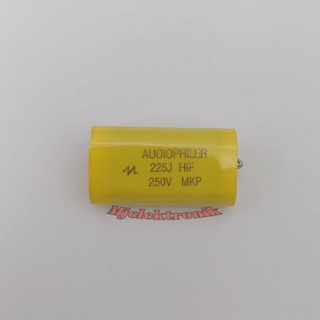 AUDIOPHILER
225J HIF
250V MKP
Mjelektronik